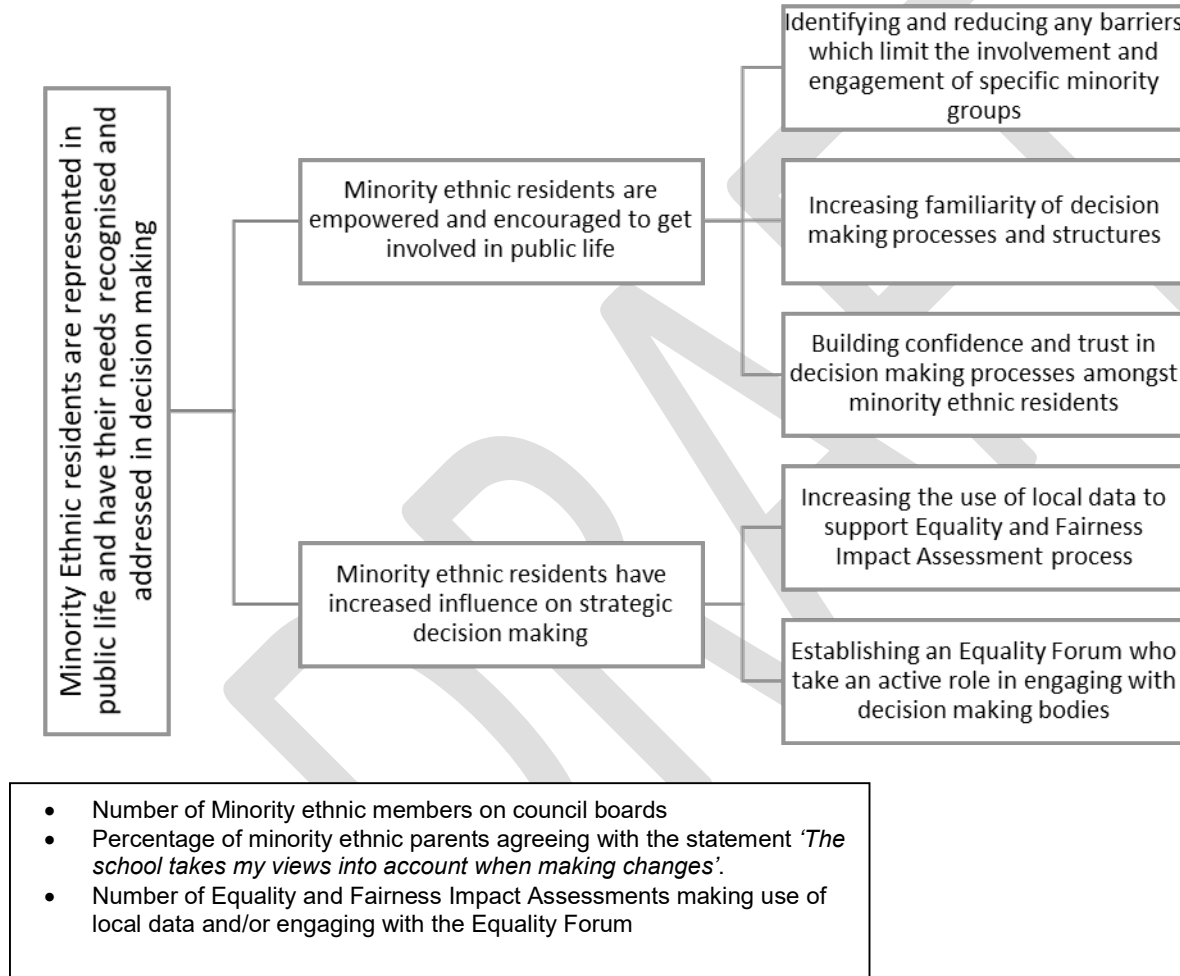 Minority Ethnic residents are represented in
public life and have their needs recognised and
addressed in decision making
Minority ethnic residents are
empowered and encouraged to get
involved in public life
Identifying and reducing any barriers
which limit the involvement and
engagement of specific minority
groups
Increasing familiarity of decision
making processes and structures
Building confidence and trust in
decision making processes amongst
minority ethnic residents
Minority ethnic residents have
increased influence on strategic
decision making
Increasing the use of local data to
support Equality and Fairness
Impact Assessment process
Establishing an Equality Forum who
take an active role in engaging with
decision making bodies
• Number of Minority ethnic members on council boards
• Percentage of minority ethnic parents agreeing with the statement ‘The
school takes my views into account when making changes’.
• Number of Equality and Fairness Impact Assessments making use of
local data and/or engaging with the Equality Forum
DRAFT